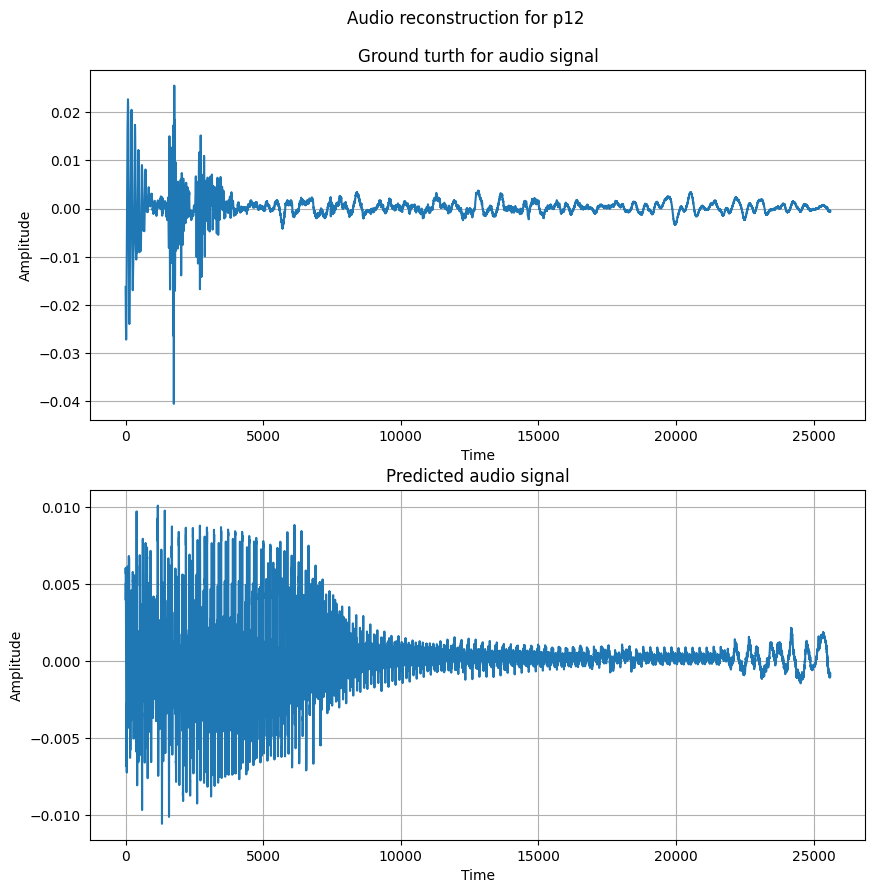 Audio reconstruction for p12
Ground turth for audio signal
0.02
0.01
0.00
−0.01
−0.02
−0.03
−0.04
Amplitude
0 5000 10000 15000 20000 25000
Time
Predicted audio signal
0.010
0.005
0.000
−0.005
−0.010
Amplitude
0 5000 10000 15000 20000 25000
Time